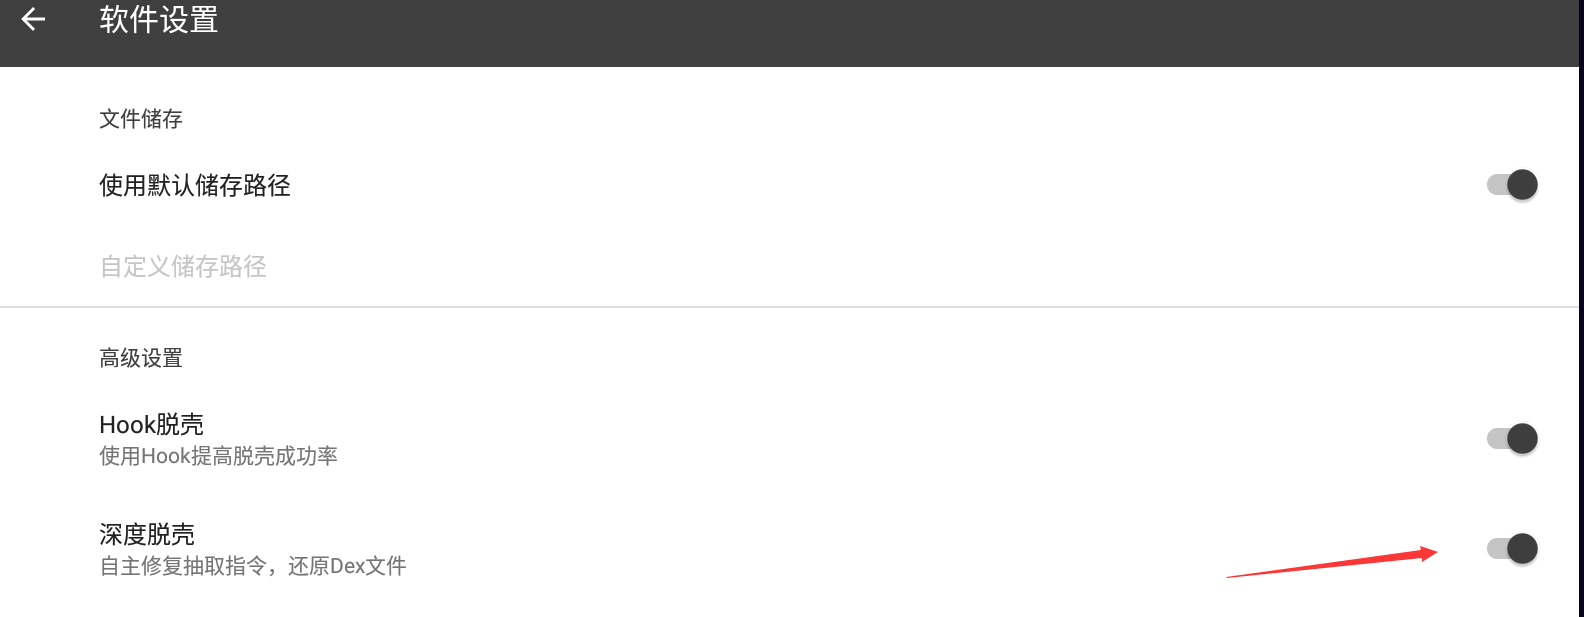 软件设置
文件储存
使用默认储存路径
自定义储存路径
高级设置
Hook脱壳
使用Hook提高脱壳成功率
深度脱壳
自主修复抽取指令，还原Dex文件